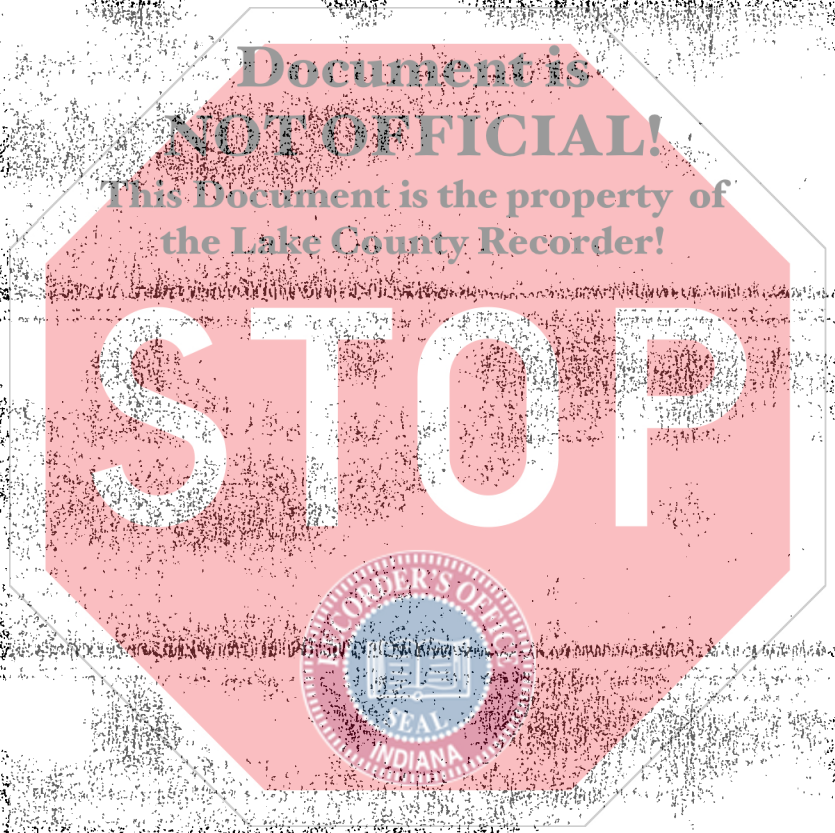 Document is
NOT OFFICIAL!
This Document is the property of
the Lake County Recorder!
STOP
RECORDER'S OFFICE
SEAL
INDIANA